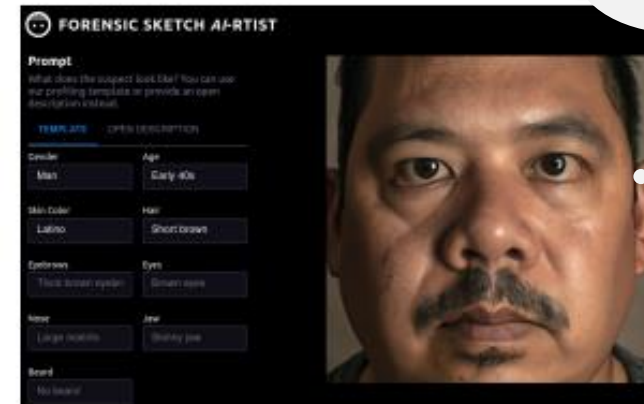 FORENSIC SKETCH AI-RTIST
Prompt
What does the suspect look like? You can use
our profiling template or provide an open
description instead.
TEMPLATE OPEN DESCRIPTION
Gender Age
Man Early 40s
Skin Color Hair
Latino Short brown
Eyebrows Eyes
Thick brown Brown eyes
Nose Jaw
Large nostrils
Beard
No beard